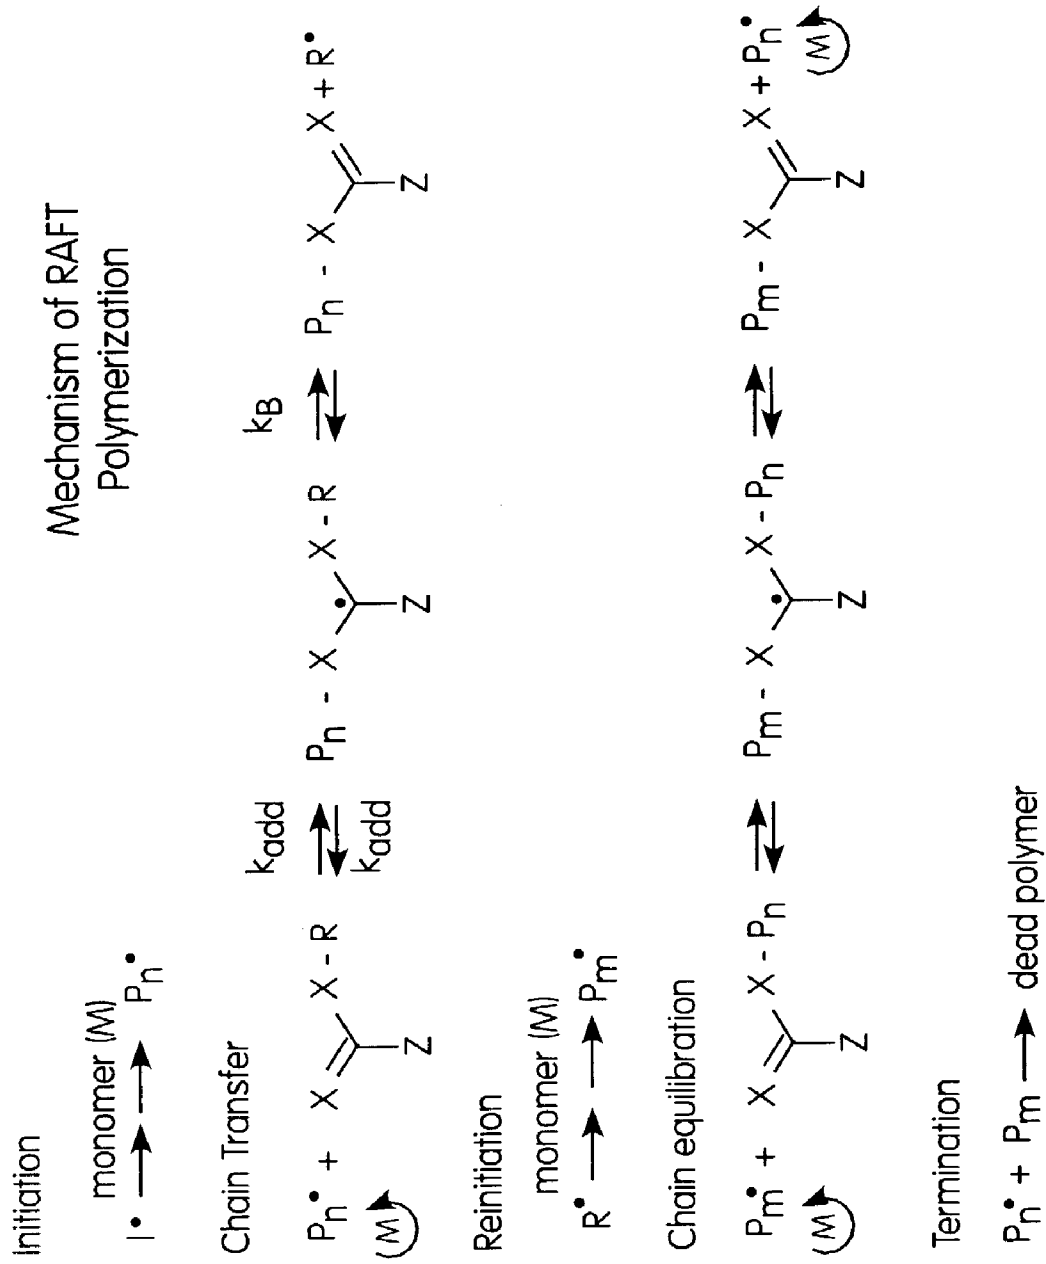 Mechanism of RAFT
Polymerization
Initiation
monomer (M)
I• → → Pn•
Chain Transfer
kadd kB
Pn• + X X - R ⇌ Pn - X X - R ⇌ Pn - X X + R•
kadd
(M) Z Z Z
Reinitiation
monomer (M)
R• → → Pm•
Chain equilibration
Pm• + X X - Pn ⇌ Pm - X X - Pn ⇌ Pm - X X + Pn•
(M) Z Z Z (M)
Termination
Pn• + Pm• → dead polymer